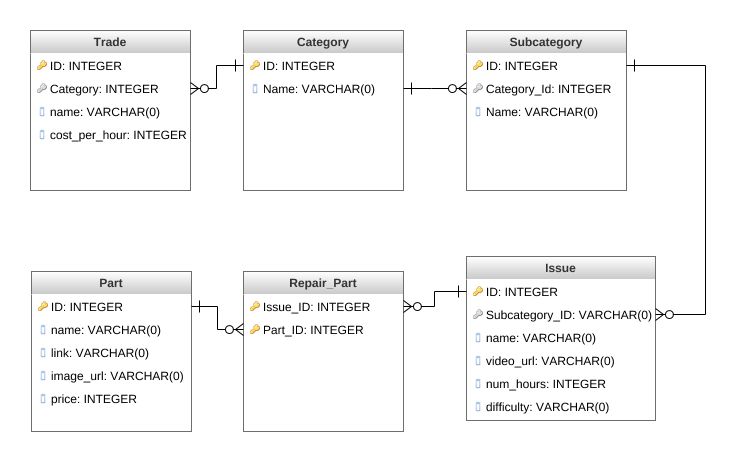 Trade
ID: INTEGER
Category: INTEGER
name: VARCHAR(0)
cost_per_hour: INTEGER
Category
ID: INTEGER
Name: VARCHAR(0)
Subcategory
ID: INTEGER
Category_Id: INTEGER
Name: VARCHAR(0)
Part
ID: INTEGER
name: VARCHAR(0)
link: VARCHAR(0)
image_url: VARCHAR(0)
price: INTEGER
Repair_Part
Issue_ID: INTEGER
Part_ID: INTEGER
Issue
ID: INTEGER
Subcategory_ID: VARCHAR(0)
name: VARCHAR(0)
video_url: VARCHAR(0)
num_hours: INTEGER
difficulty: VARCHAR(0)